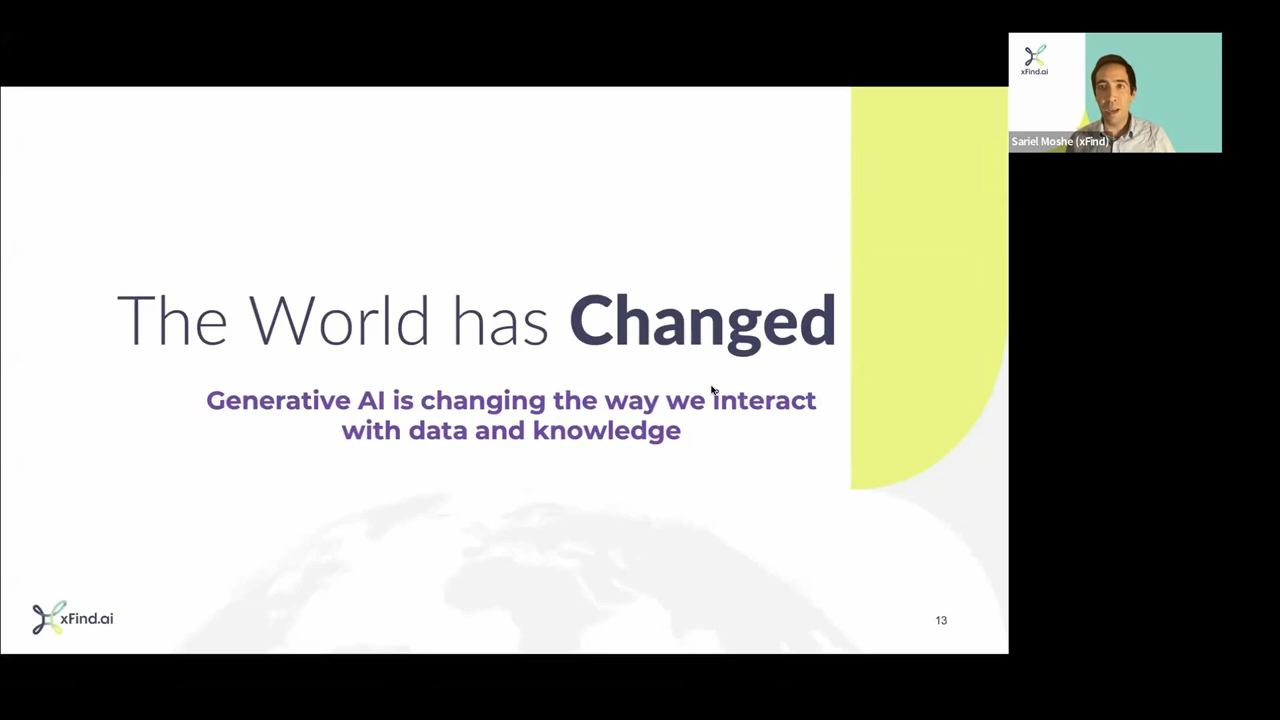 xFind.ai
Sariel Moshe (xFind)
The World has Changed
Generative AI is changing the way we interact
with data and knowledge
xFind.ai
13